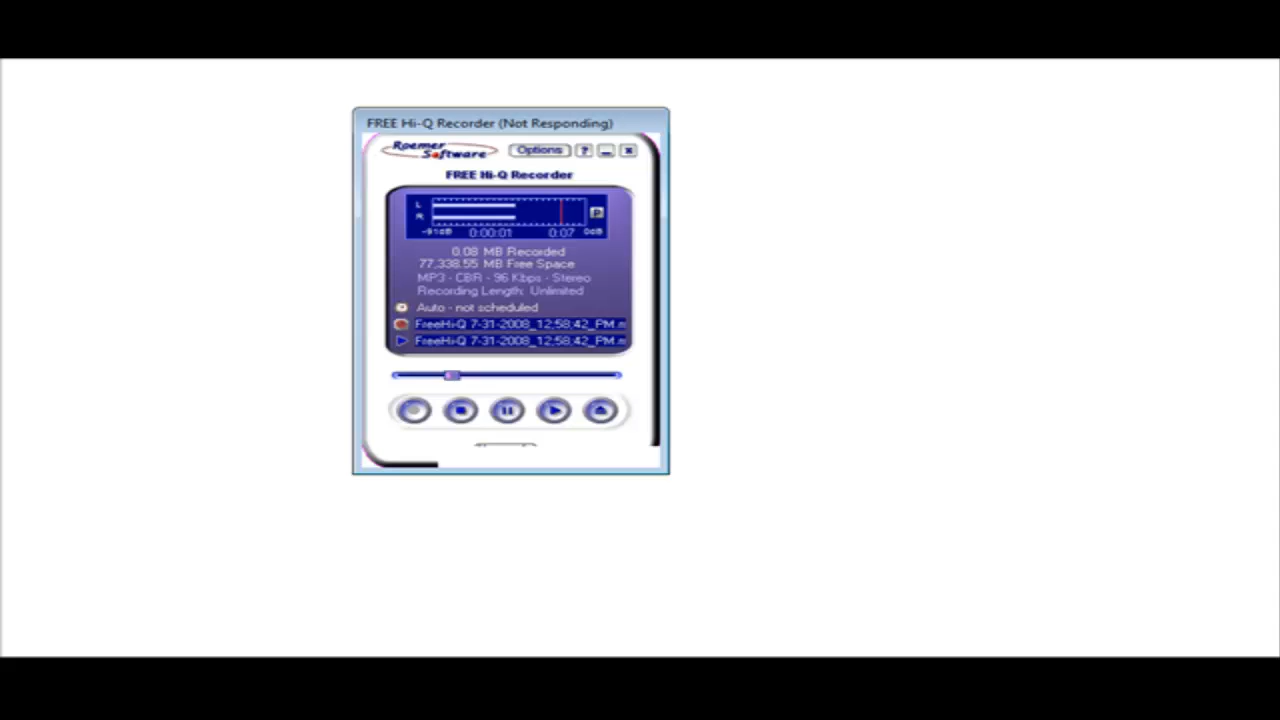 FREE Hi-Q Recorder (Not Responding)
Roemer Software
Options ?
FREE Hi-Q Recorder
L
R
P
-91dB 0:00:01 0:07 0dB
0.08 MB Recorded
77,338.55 MB Free Space
MP3 - CBR - 96 Kbps - Stereo
Recording Length: Unlimited
Auto - not scheduled
FreeHi-Q 7-31-2008_12;58;42_PM.m
FreeHi-Q 7-31-2008_12;58;42_PM.m